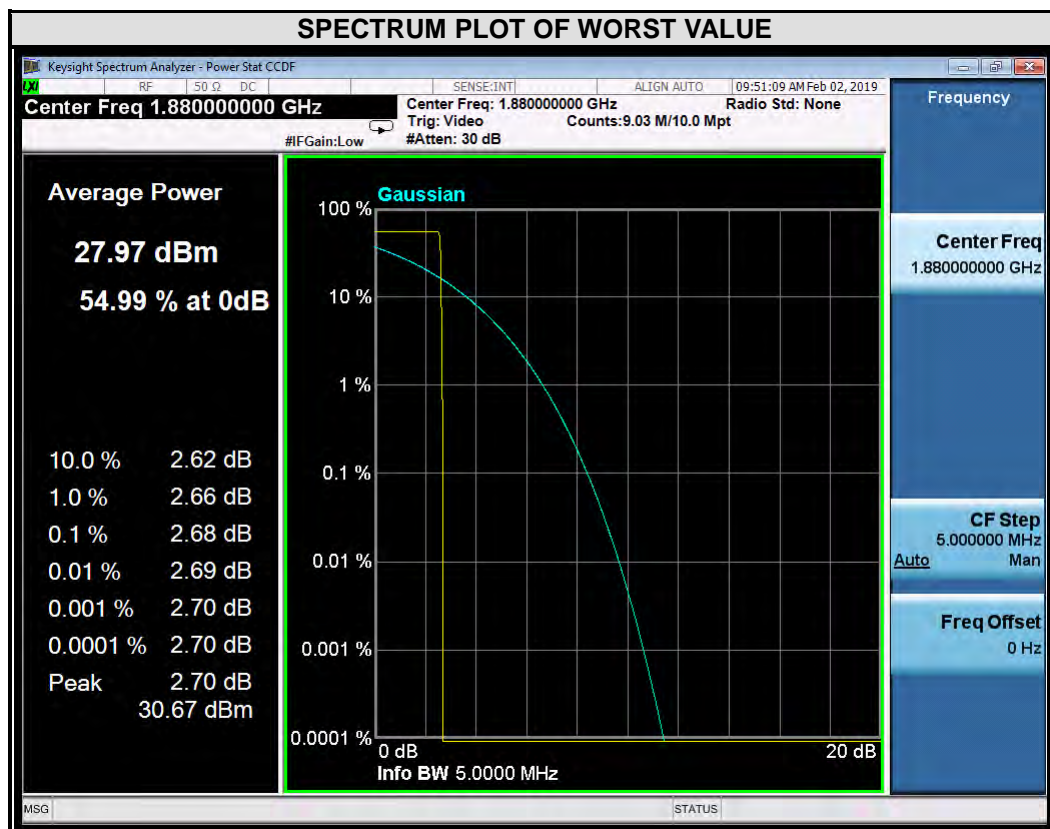 SPECTRUM PLOT OF WORST VALUE
Keysight Spectrum Analyzer - Power Stat CCDF
LXI RF 50 Ω DC SENSE:INT ALIGN AUTO 09:51:09 AM Feb 02, 2019
Center Freq 1.880000000 GHz
#IFGain:Low
Center Freq: 1.880000000 GHz Radio Std: None
Trig: Video Counts:9.03 M/10.0 Mpt
#Atten: 30 dB
Average Power
27.97 dBm
54.99 % at 0dB
10.0 % 2.62 dB
1.0 % 2.66 dB
0.1 % 2.68 dB
0.01 % 2.69 dB
0.001 % 2.70 dB
0.0001 % 2.70 dB
Peak 2.70 dB
30.67 dBm
Gaussian
100 %
10 %
1 %
0.1 %
0.01 %
0.001 %
0.0001 %
0 dB 20 dB
Info BW 5.0000 MHz
Frequency
Center Freq
1.880000000 GHz
CF Step
5.000000 MHz
Auto Man
Freq Offset
0 Hz
MSG STATUS